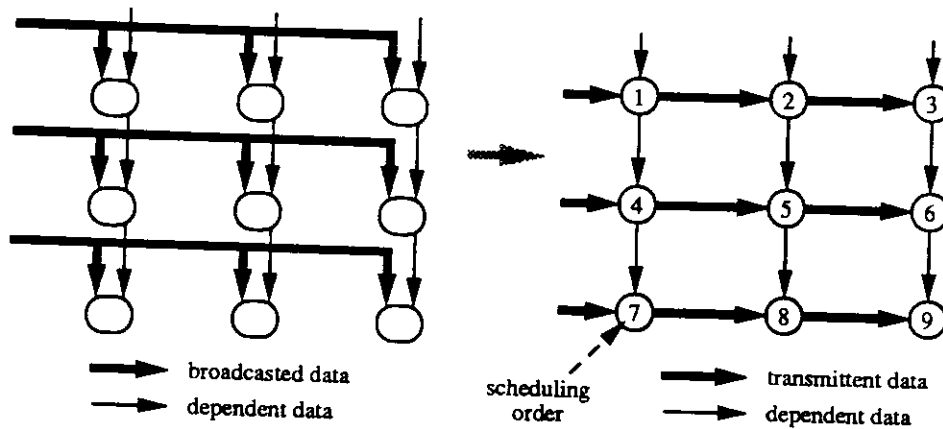 1 2 3
4 5 6
7 8 9
broadcasted data
dependent data
scheduling
order
transmittent data
dependent data